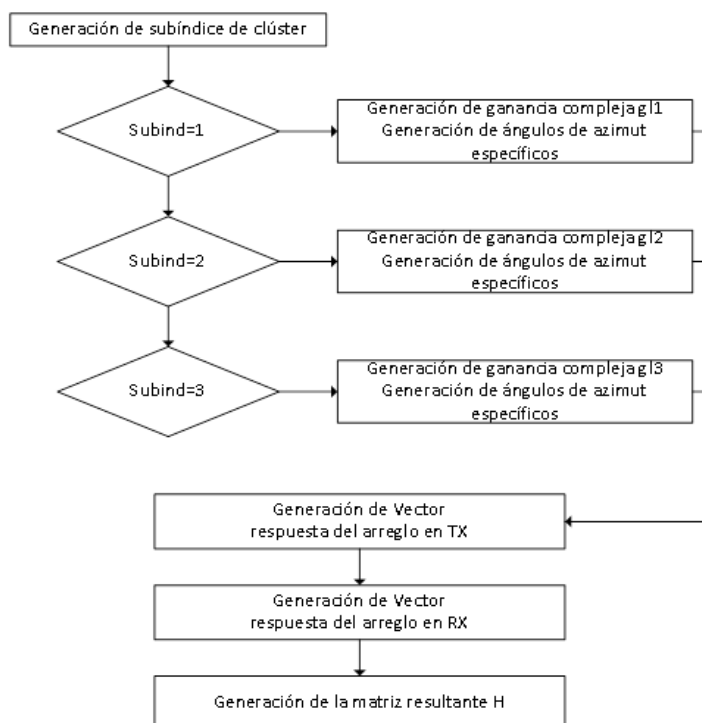 Generación de subíndice de clúster
Subind=1
Generación de ganancia compleja gl1
Generación de ángulos de azimut
específicos
Subind=2
Generación de ganancia compleja gl2
Generación de ángulos de azimut
específicos
Subind=3
Generación de ganancia compleja gl3
Generación de ángulos de azimut
específicos
Generación de Vector
respuesta del arreglo en TX
Generación de Vector
respuesta del arreglo en RX
Generación de la matriz resultante H